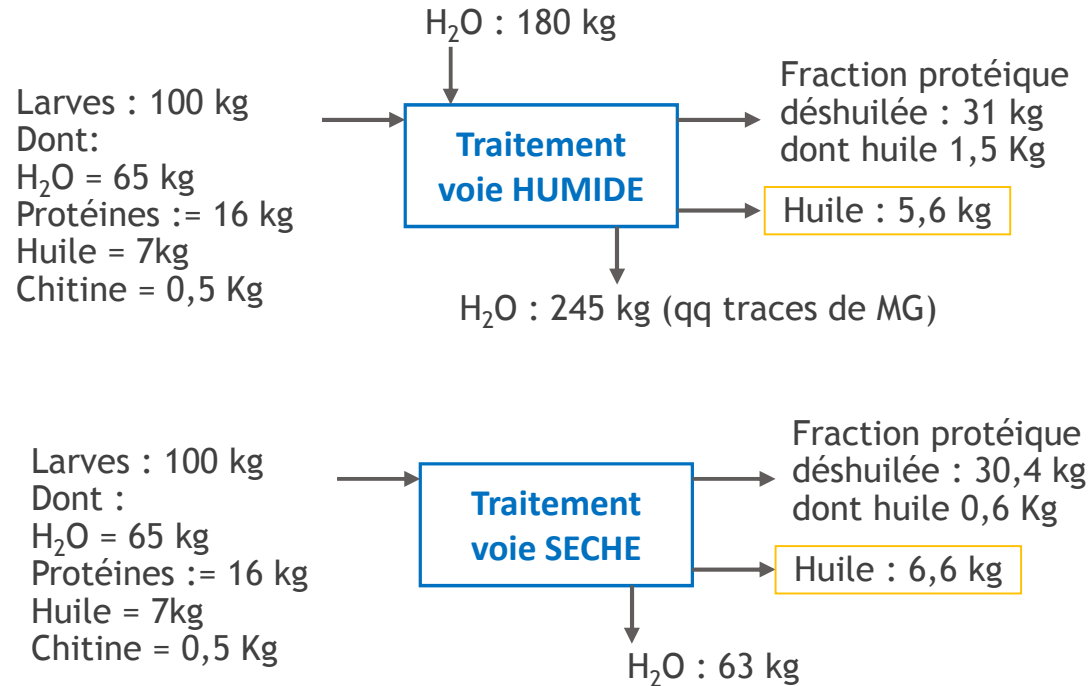 H₂O : 180 kg
Larves : 100 kg
Dont:
H₂O = 65 kg
Protéines := 16 kg
Huile = 7kg
Chitine = 0,5 Kg
Traitement
voie HUMIDE
Fraction protéique
déshuilée : 31 kg
dont huile 1,5 Kg
Huile : 5,6 kg
H₂O : 245 kg (qq traces de MG)
Larves : 100 kg
Dont :
H₂O = 65 kg
Protéines := 16 kg
Huile = 7kg
Chitine = 0,5 Kg
Traitement
voie SECHE
Fraction protéique
déshuilée : 30,4 kg
dont huile 0,6 Kg
Huile : 6,6 kg
H₂O : 63 kg